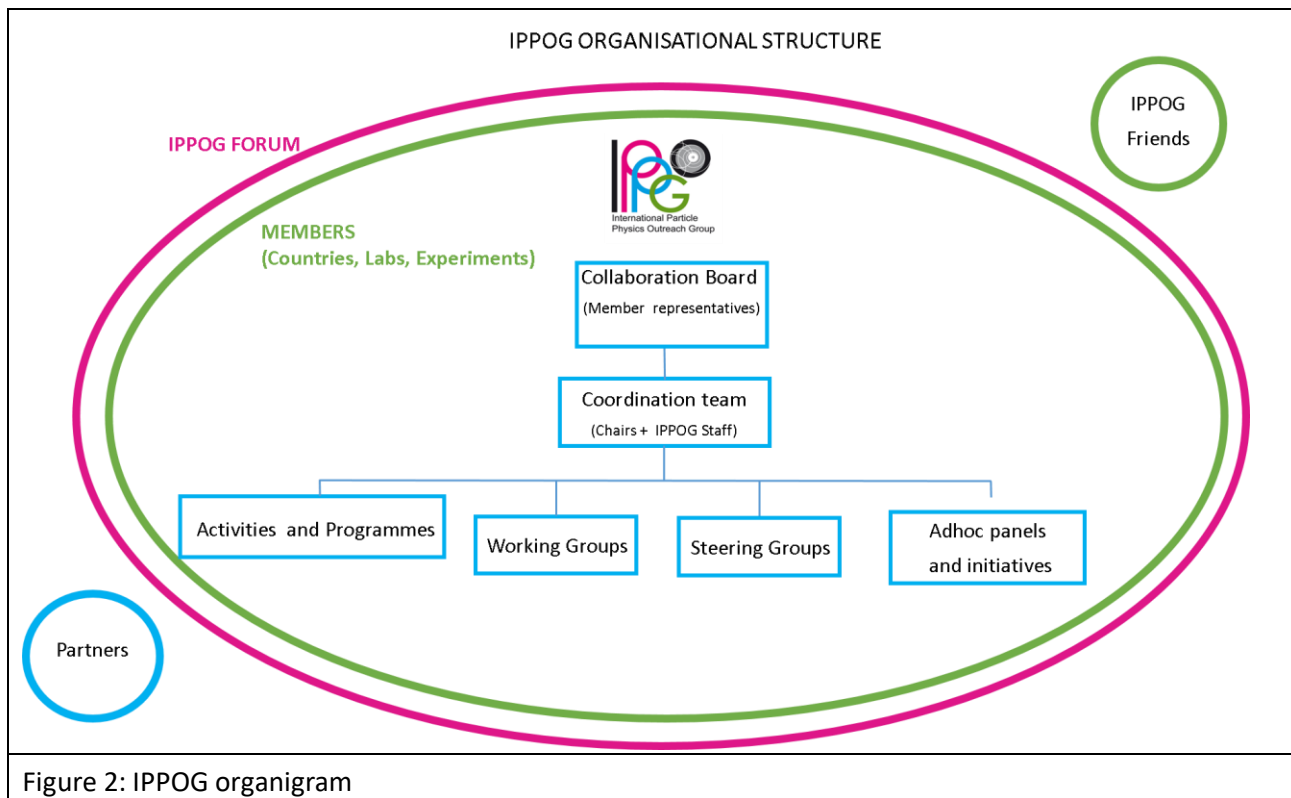 IPPOG ORGANISATIONAL STRUCTURE
IPPOG
Friends
IPPOG FORUM
IPPOG
International Particle
Physics Outreach Group
MEMBERS
(Countries, Labs, Experiments)
Collaboration Board
(Member representatives)
Coordination team
(Chairs + IPPOG Staff)
Activities and Programmes
Working Groups
Steering Groups
Adhoc panels
and initiatives
Partners
Figure 2: IPPOG organigram